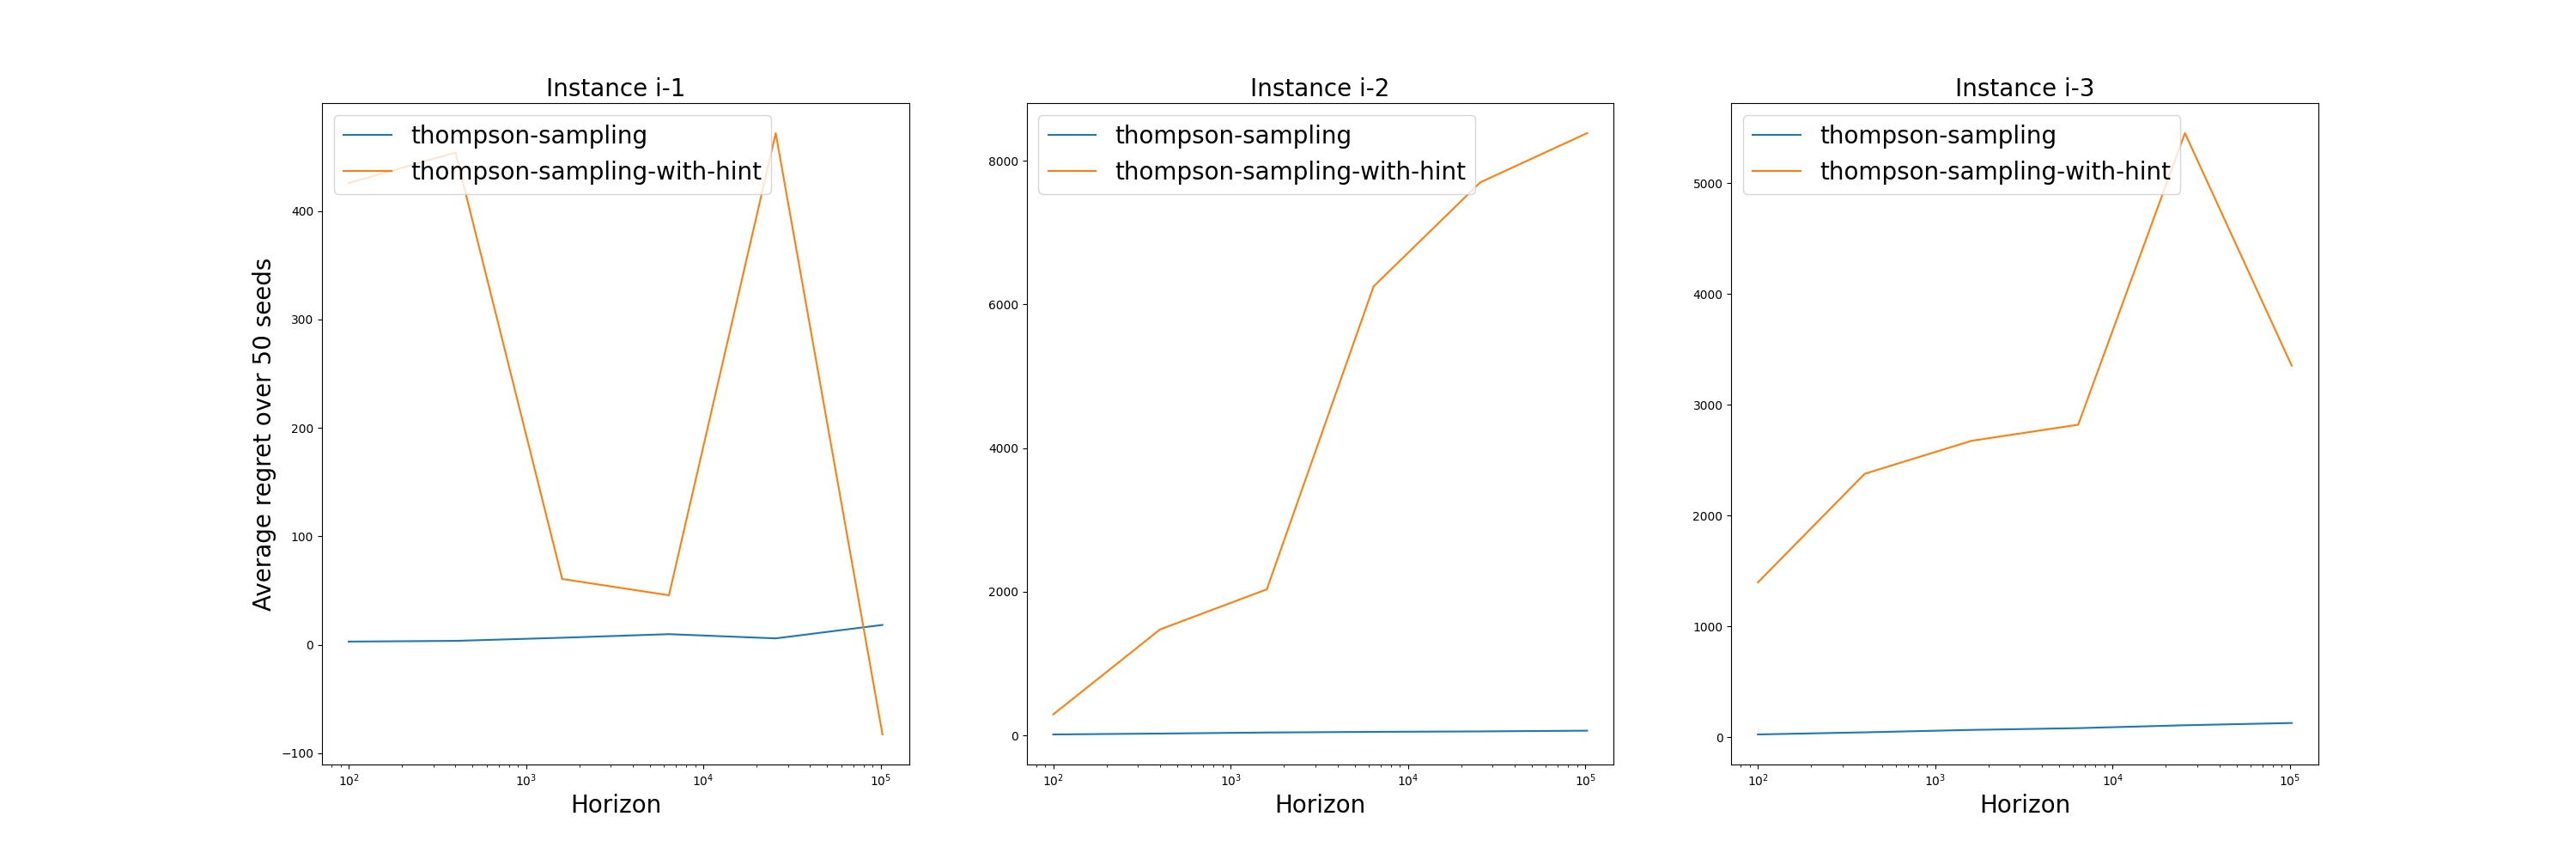 Instance i-1
thompson-sampling
thompson-sampling-with-hint
400
300
200
100
0
−100
10²
10³
10⁴
10⁵
Average regret over 50 seeds
Horizon
Instance i-2
thompson-sampling
thompson-sampling-with-hint
8000
6000
4000
2000
0
10²
10³
10⁴
10⁵
Horizon
Instance i-3
thompson-sampling
thompson-sampling-with-hint
5000
4000
3000
2000
1000
0
10²
10³
10⁴
10⁵
Horizon